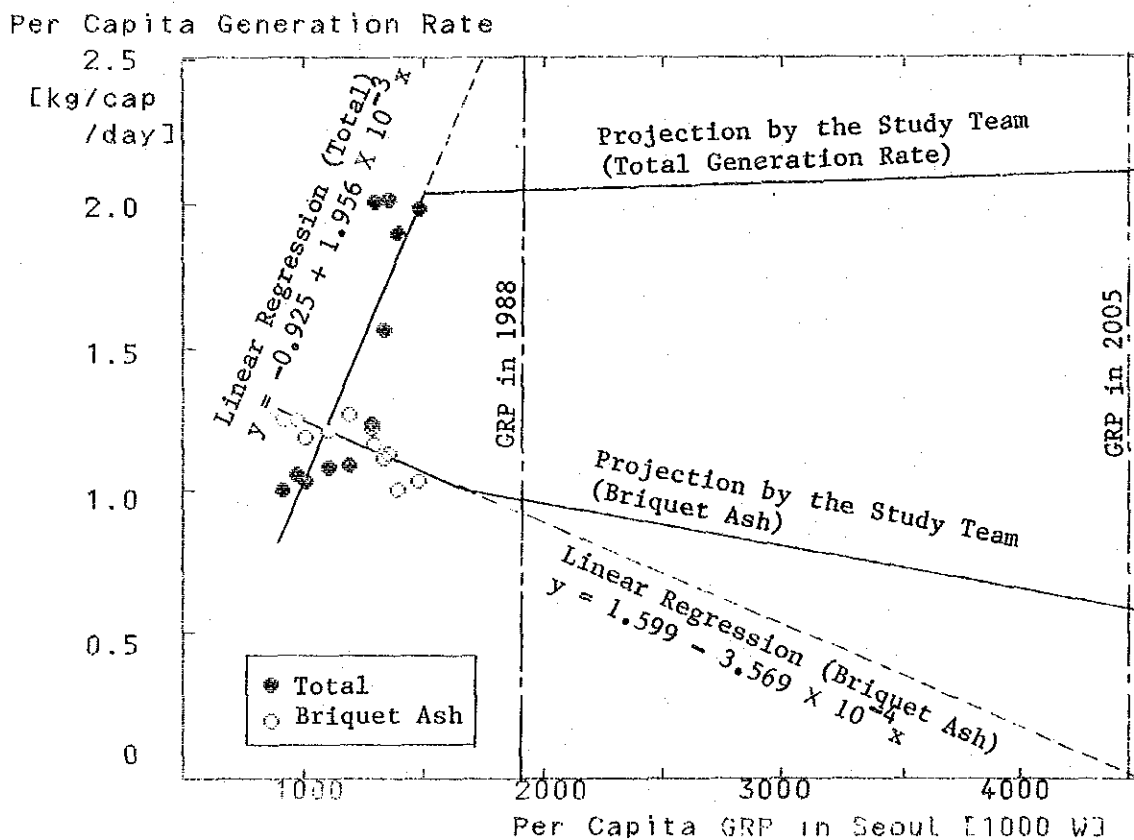 Per Capita Generation Rate
2.5
[kg/cap
/day]
2.0
1.5
1.0
0.5
0
Linear Regression (Total)
y = -0.925 + 1.956 X 10-3 x
Projection by the Study Team
(Total Generation Rate)
GRP in 1988
GRP in 2005
Projection by the Study Team
(Briquet Ash)
Linear Regression (Briquet Ash)
y = 1.599 - 3.569 X 10-4 x
Total
Briquet Ash
1000 2000 3000 4000
Per Capita GRP in Seoul [1000 W]